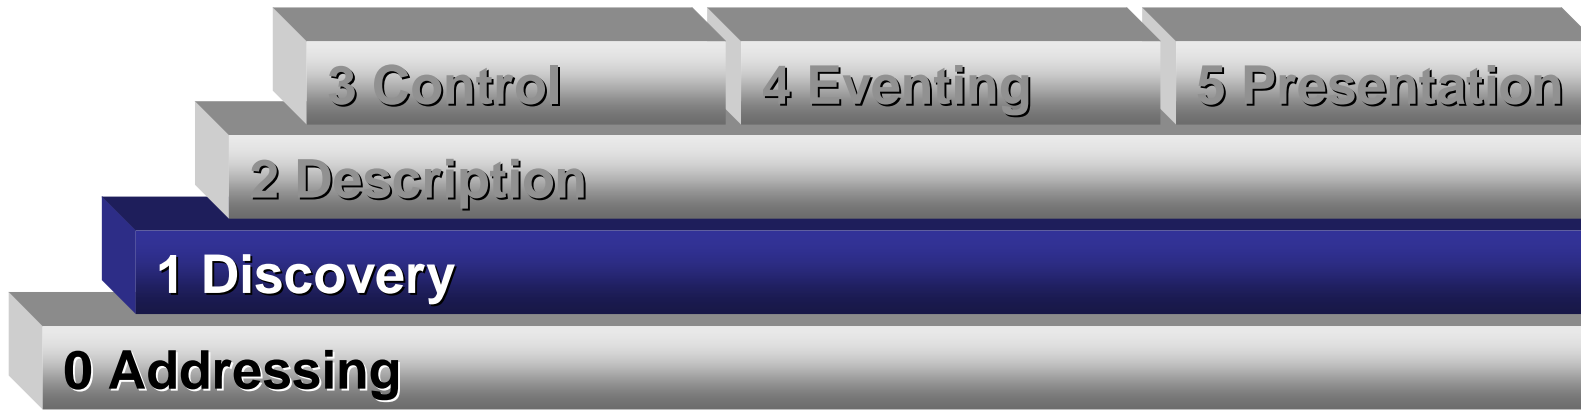 3 Control 4 Eventing 5 Presentation
2 Description
1 Discovery
0 Addressing